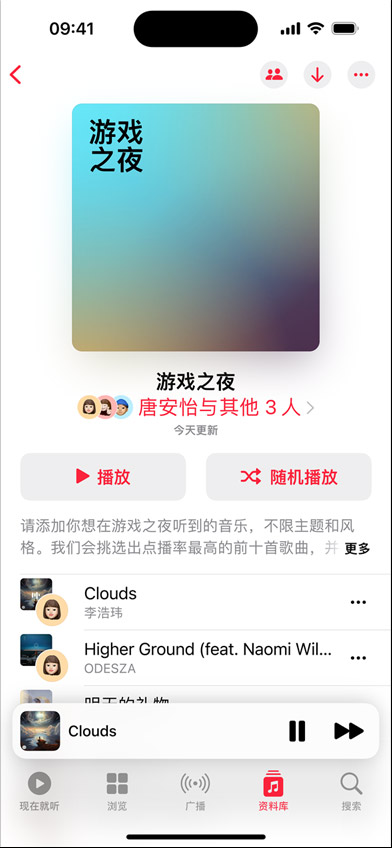 09:41
游戏
之夜
游戏之夜
唐安怡与其他 3 人
今天更新
播放
随机播放
请添加你想在游戏之夜听到的音乐，不限主题和风
格。我们会挑选出点播率最高的前十首歌曲，并 更多
Clouds
李浩玮
Higher Ground (feat. Naomi Wil...
ODESZA
明天的礼物
Clouds
现在就听
浏览
广播
资料库
搜索